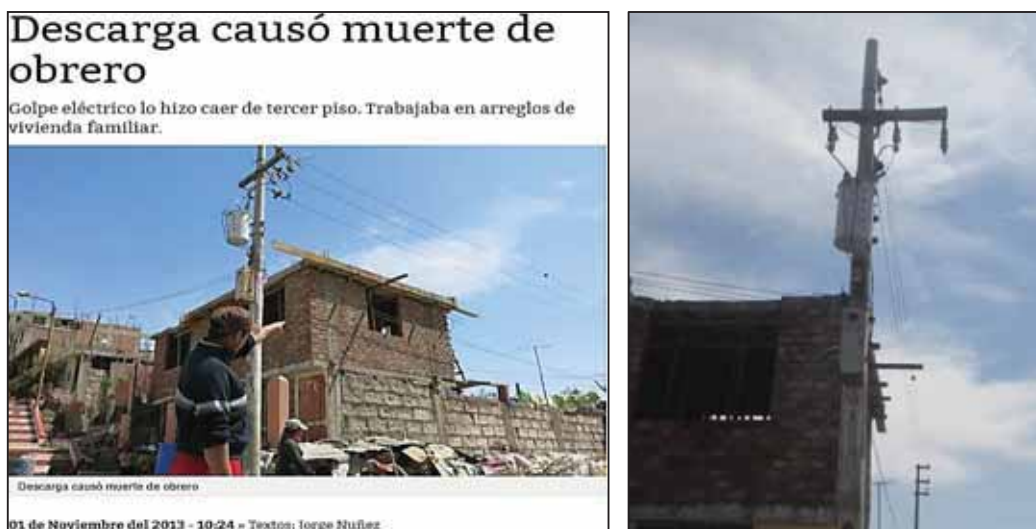 Descarga causó muerte de
obrero
Golpe eléctrico lo hizo caer de tercer piso. Trabajaba en arreglos de
vivienda familiar.
Descarga causó muerte de obrero
01 de Noviembre del 2013 - 10:24 » Textos: Jorge Nuñez